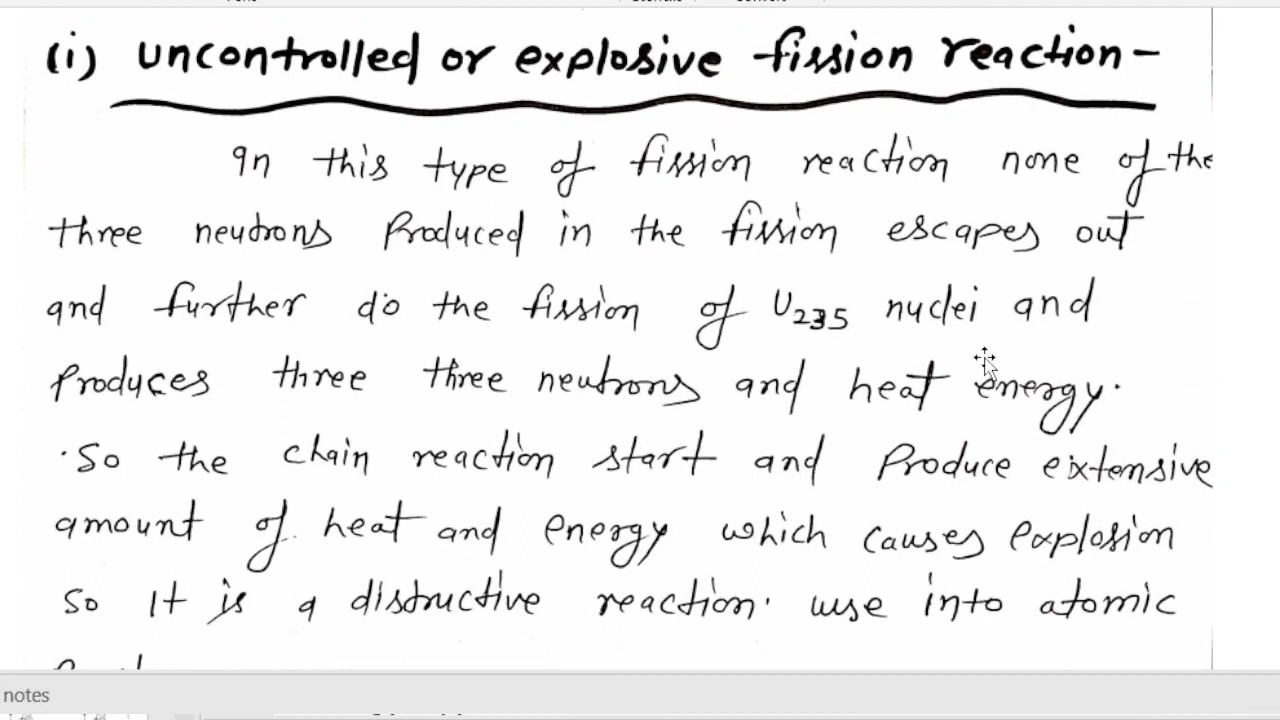 (i) uncontrolled or explosive fission reaction-
In this type of fission reaction none of the
three neutrons Produced in the fission escapes out
and further do the fission of U235 nuclei and
Produces three three neutrons and heat energy.
.So the chain reaction start and Produce extensive
amount of heat and energy which causes explosion
so It is a distructive reaction. use into atomic
notes